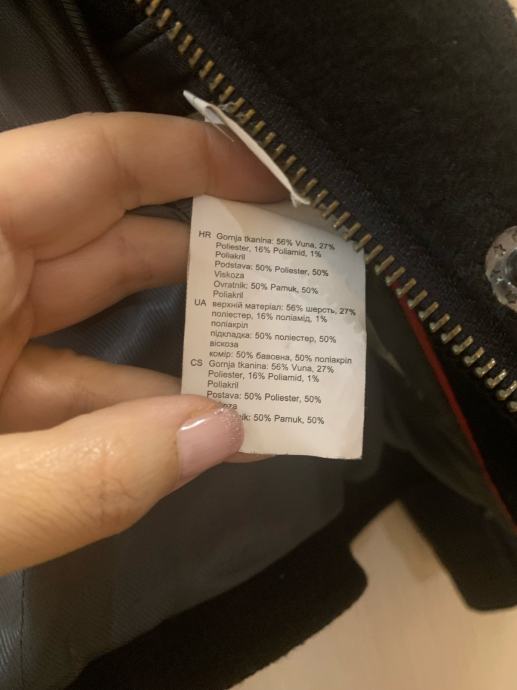 HR Gornja tkanina: 56% Vuna, 27%
Poliester, 16% Poliamid, 1%
Poliakril
Podstava: 50% Poliester, 50%
Viskoza
Ovratnik: 50% Pamuk, 50%
Poliakril
UA верхній матеріал: 56% шерсть, 27%
поліестер, 16% поліамід, 1%
поліакріл
підкладка: 50% поліестер, 50%
віскоза
комір: 50% бавовна, 50% поліакріл
CS Gornja tkanina: 56% Vuna, 27%
Poliester, 16% Poliamid, 1%
Poliakril
Postava: 50% Poliester, 50%
50% Pamuk, 50%